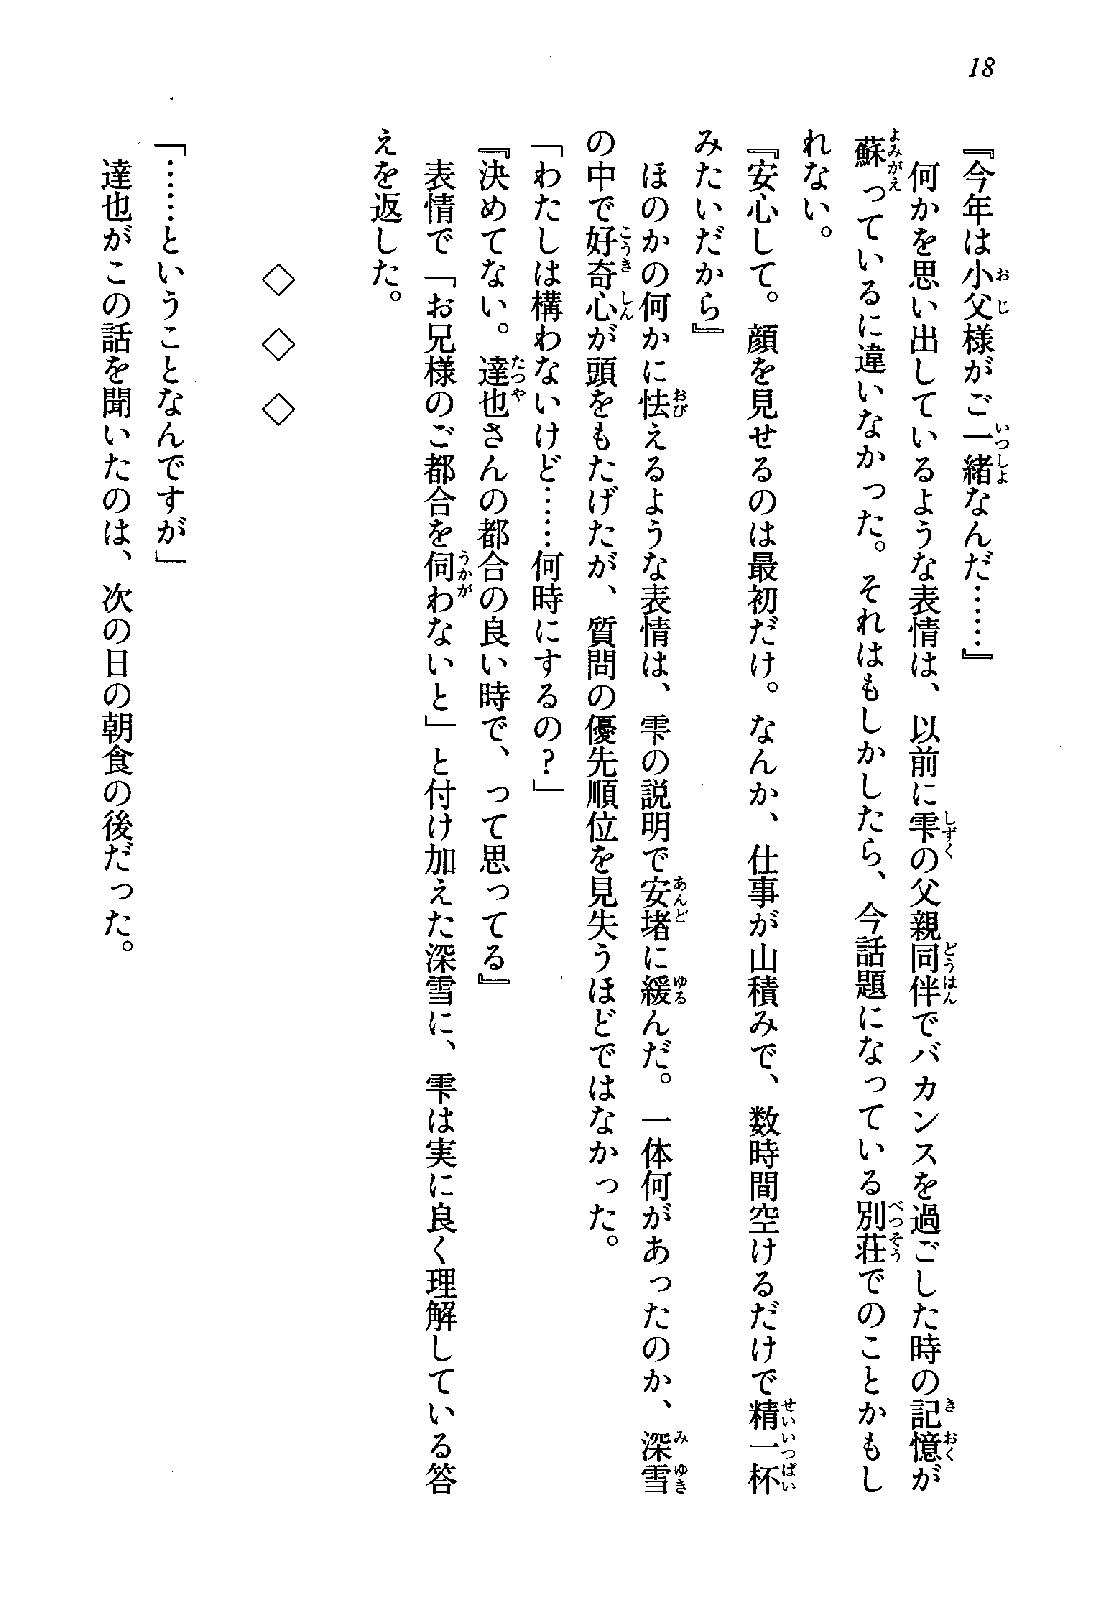 18
『今年は小父様がご一緒なんだ……』
何かを思い出しているような表情は、以前に雫の父親同伴でバカンスを過ごした時の記憶が
蘇っているに違いなかった。それはもしかしたら、今話題になっている別荘でのことかもし
れない。
『安心して。顔を見せるのは最初だけ。なんか、仕事が山積みで、数時間空けるだけで精一杯
みたいだから』
ほのかの何かに怯えるような表情は、雫の説明で安堵に緩んだ。一体何があったのか、深雪
の中で好奇心が頭をもたげたが、質問の優先順位を見失うほどではなかった。
「わたしは構わないけど……何時にするの？」
『決めてない。達也さんの都合の良い時で、って思ってる』
表情で「お兄様のご都合を伺わないと」と付け加えた深雪に、雫は実に良く理解している答
えを返した。
◇ ◇ ◇
「……ということなんですが」
達也がこの話を聞いたのは、次の日の朝食の後だった。